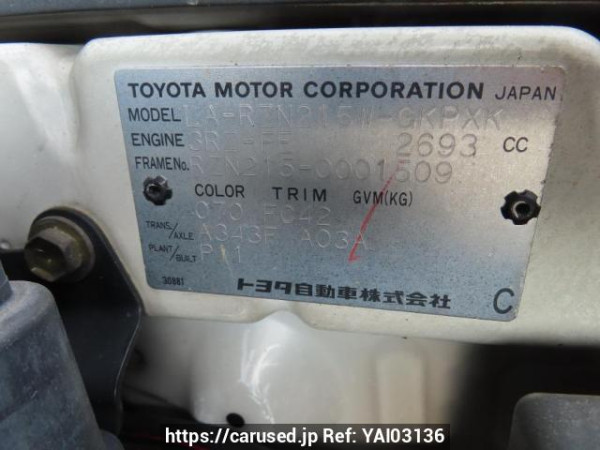 TOYOTA MOTOR CORPORATION JAPAN
MODEL LA-RZN215W-GKPXK
ENGINE 3RZ-FE 2693 CC
FRAME No. RZN215-0001509
COLOR TRIM GVM(KG)
070 FC42
TRANS./AXLE A343F A03A
PLANT/BUILT P11
30887
トヨタ自動車株式会社 C
https://carused.jp Ref: YAI03136